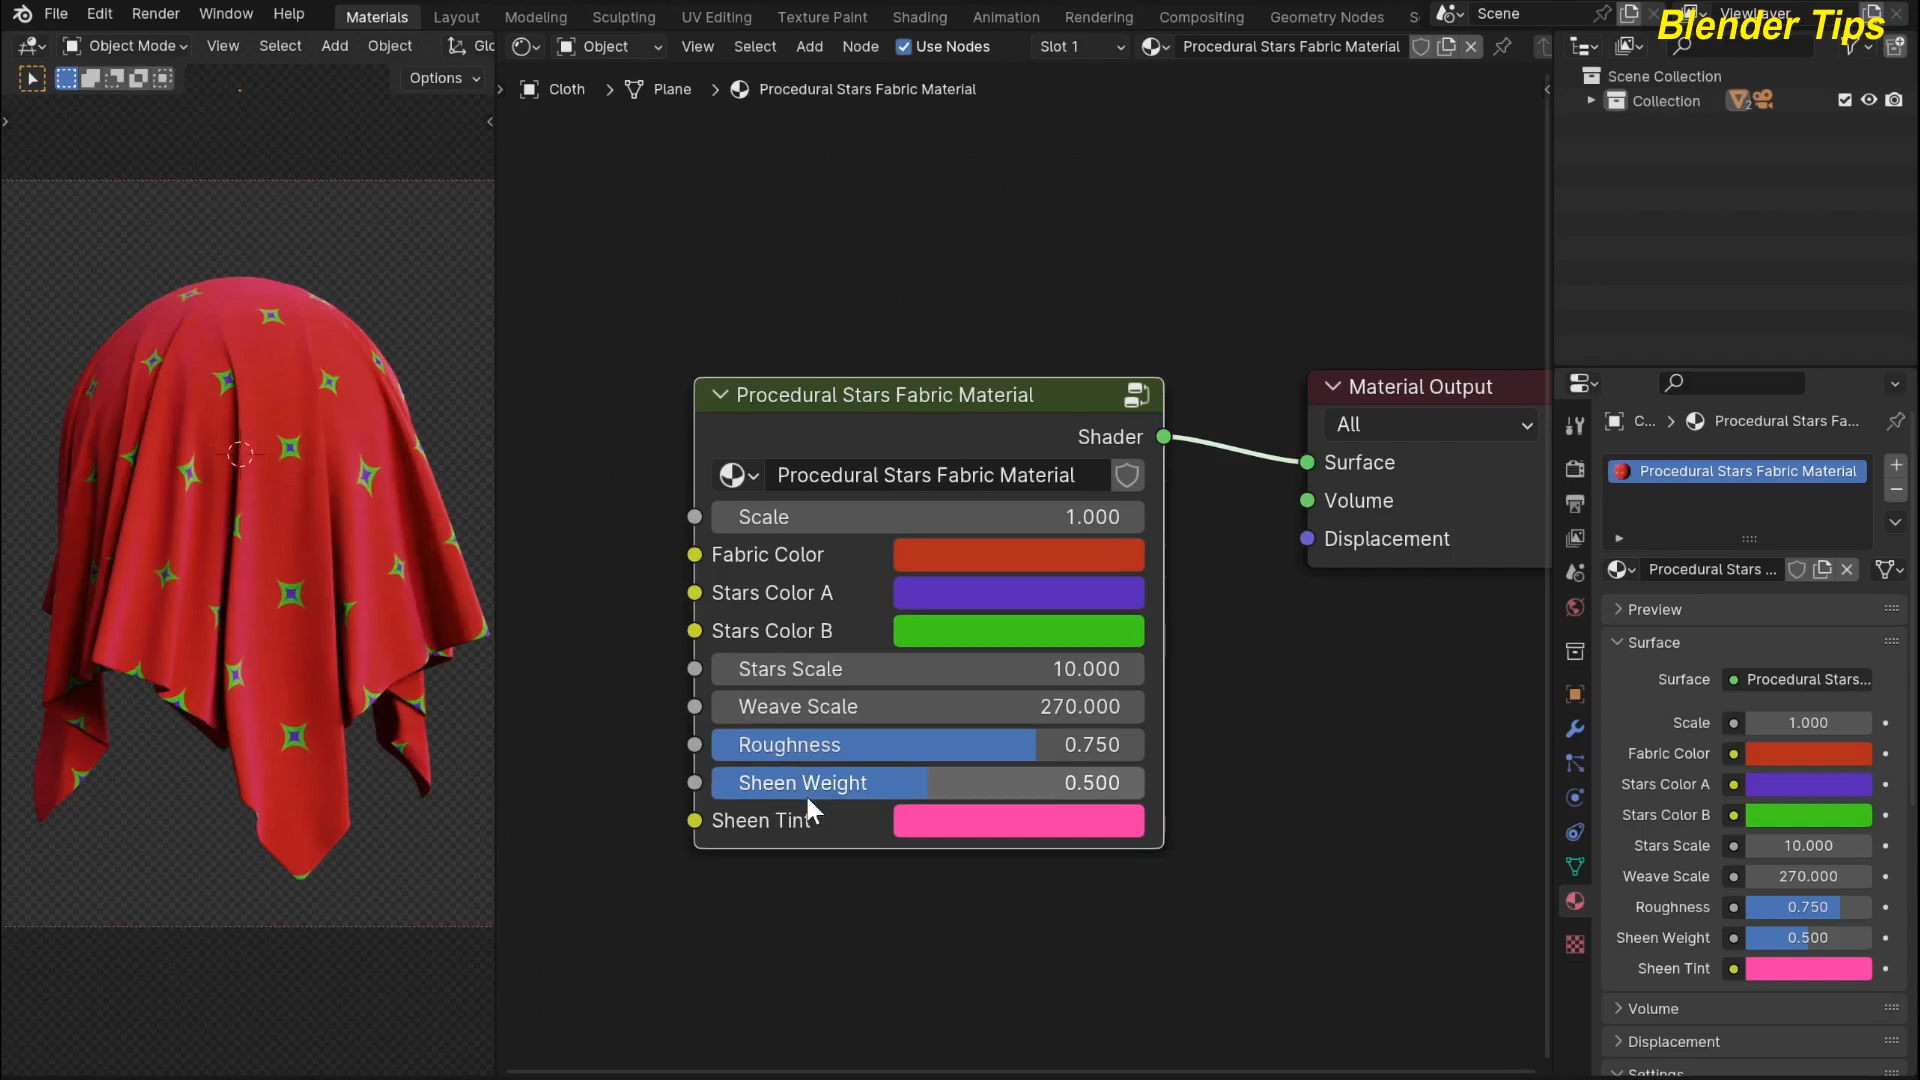 File Edit Render Window Help Materials Layout Modeling Sculpting UV Editing Texture Paint Shading Animation Rendering Compositing Geometry Nodes S Scene ViewLayer
Blender Tips
Object Mode View Select Add Object Glo
Object View Select Add Node Use Nodes Slot 1 Procedural Stars Fabric Material
Options
Cloth Plane Procedural Stars Fabric Material
Scene Collection
Collection 2
Procedural Stars Fabric Material
Shader
Procedural Stars Fabric Material
Scale 1.000
Fabric Color
Stars Color A
Stars Color B
Stars Scale 10.000
Weave Scale 270.000
Roughness 0.750
Sheen Weight 0.500
Sheen Tint
Material Output
All
Surface
Volume
Displacement
C... Procedural Stars Fa...
Procedural Stars Fabric Material
Procedural Stars ...
Preview
Surface
Surface Procedural Stars...
Scale 1.000
Fabric Color
Stars Color A
Stars Color B
Stars Scale 10.000
Weave Scale 270.000
Roughness 0.750
Sheen Weight 0.500
Sheen Tint
Volume
Displacement
Settings